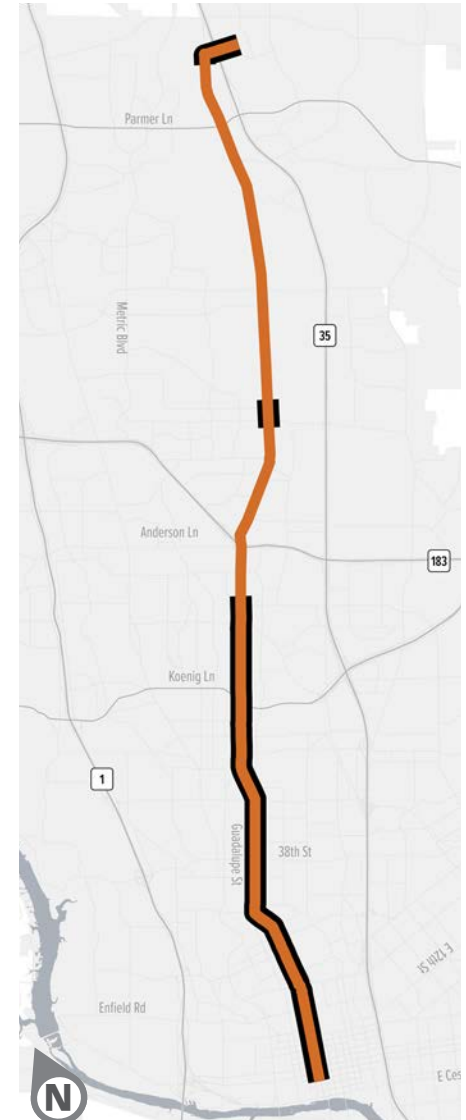 Parmer Ln
Metric Blvd
35
Anderson Ln
183
Koenig Ln
1
Guadalupe St
38th St
E 12th St
Enfield Rd
E Ces
N